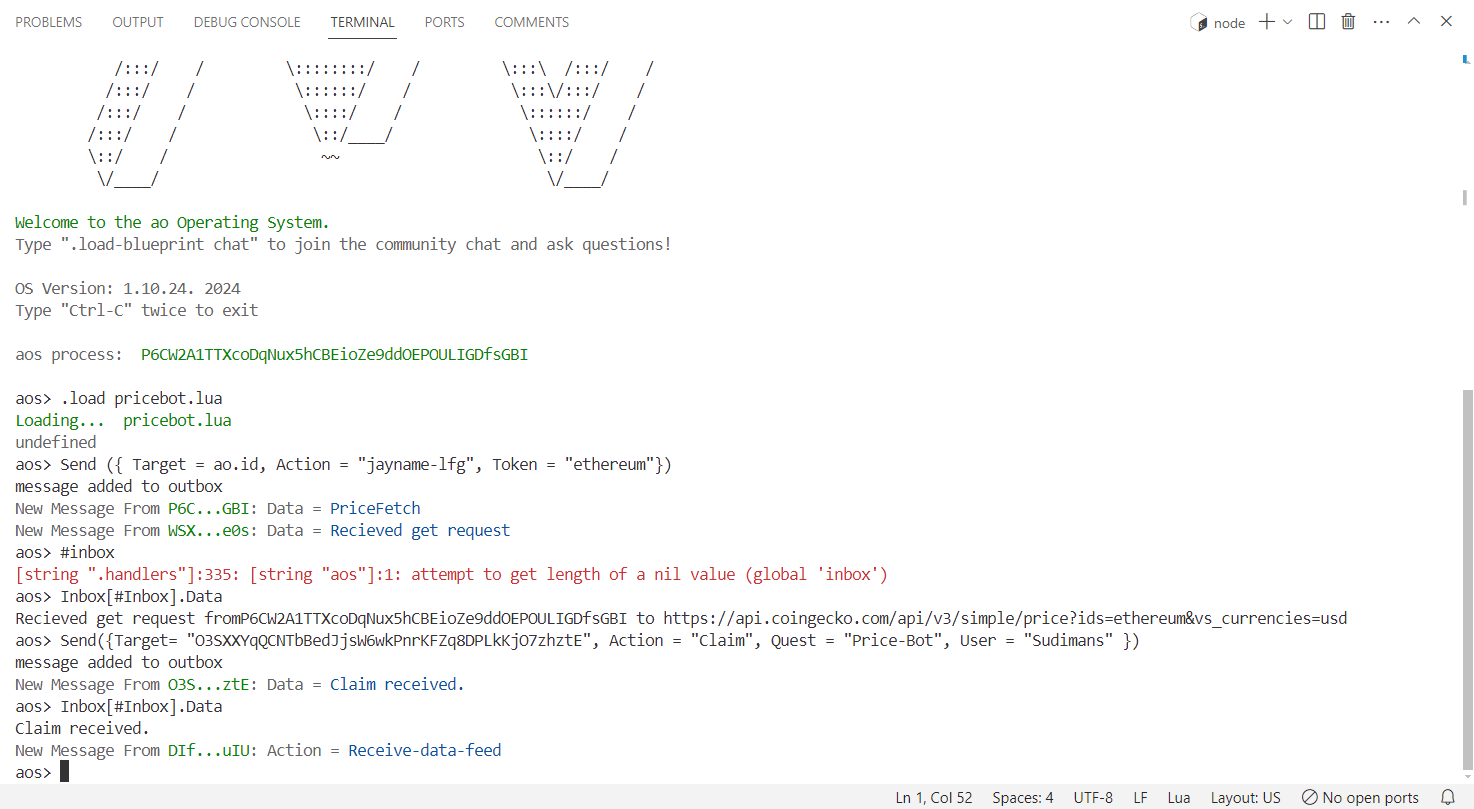 PROBLEMS OUTPUT DEBUG CONSOLE TERMINAL PORTS COMMENTS node
/:::/    /         \::::::::/    /         \:::\  /:::/    /
/:::/    /           \::::::/    /           \:::\/:::/    /
/:::/    /             \::::/    /             \::::::/    /
/:::/    /               \::/____/               \::::/    /
\::/    /                 ~~                      \::/    /
\/____/                                           \/____/
Welcome to the ao Operating System.
Type ".load-blueprint chat" to join the community chat and ask questions!
OS Version: 1.10.24. 2024
Type "Ctrl-C" twice to exit
aos process:  P6CW2A1TTXcoDqNux5hCBEioZe9ddOEPOULIGDfsGBI
aos> .load pricebot.lua
Loading...  pricebot.lua
undefined
aos> Send ({ Target = ao.id, Action = "jayname-lfg", Token = "ethereum"})
message added to outbox
New Message From P6C...GBI: Data = PriceFetch
New Message From WSX...e0s: Data = Recieved get request
aos> #inbox
[string ".handlers"]:335: [string "aos"]:1: attempt to get length of a nil value (global 'inbox')
aos> Inbox[#Inbox].Data
Recieved get request fromP6CW2A1TTXcoDqNux5hCBEioZe9ddOEPOULIGDfsGBI to https://api.coingecko.com/api/v3/simple/price?ids=ethereum&vs_currencies=usd
aos> Send({Target= "O3SXXYqQCNTbBedJjsW6wkPnrKFZq8DPLkKjO7zhztE", Action = "Claim", Quest = "Price-Bot", User = "Sudimans" })
message added to outbox
New Message From O3S...ztE: Data = Claim received.
aos> Inbox[#Inbox].Data
Claim received.
New Message From DIf...uIU: Action = Receive-data-feed
aos>
Ln 1, Col 52 Spaces: 4 UTF-8 LF Lua Layout: US No open ports